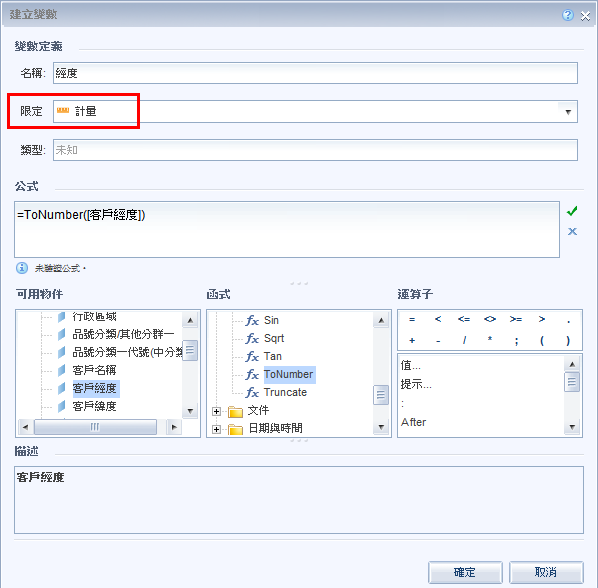 建立變數
變數定義
名稱: 經度
限定 計量
類型: 未知
公式
=ToNumber([客戶經度])
未驗證公式。
可用物件
行政區域
品號分類/其他分群一
品號分類一代號(中分類
客戶名稱
客戶經度
客戶緯度
函式
Sin
Sqrt
Tan
ToNumber
Truncate
文件
日期與時間
運算子
= < <= <> >= > .
+ - / * ; ( )
值...
提示...
:
After
描述
客戶經度
確定 取消